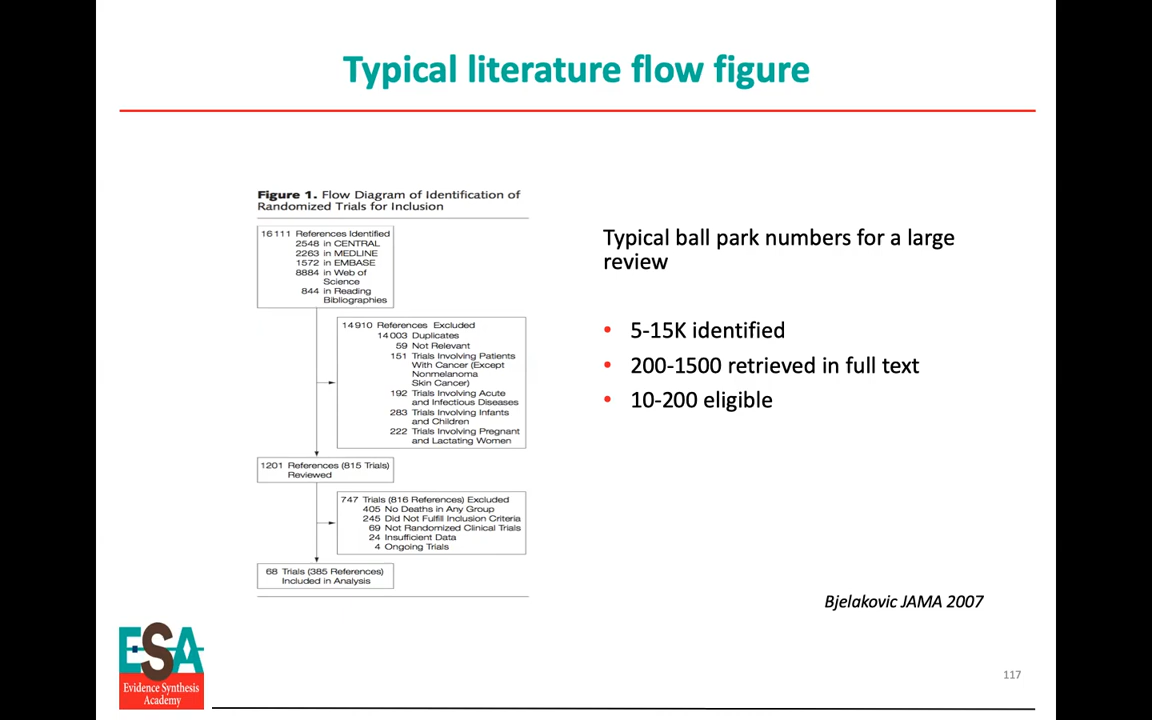 Typical literature flow figure
Figure 1. Flow Diagram of Identification of
Randomized Trials for Inclusion
16111 References Identified
2548 in CENTRAL
2263 in MEDLINE
1572 in EMBASE
8884 in Web of
Science
844 in Reading
Bibliographies
14910 References Excluded
14003 Duplicates
59 Not Relevant
151 Trials Involving Patients
With Cancer (Except
Nonmelanoma
Skin Cancer)
192 Trials Involving Acute
and Infectious Diseases
283 Trials Involving Infants
and Children
222 Trials Involving Pregnant
and Lactating Women
1201 References (815 Trials)
Reviewed
747 Trials (816 References) Excluded
405 No Deaths in Any Group
245 Did Not Fulfill Inclusion Criteria
69 Not Randomized Clinical Trials
24 Insufficient Data
4 Ongoing Trials
68 Trials (385 References)
Included in Analysis
Typical ball park numbers for a large
review
• 5-15K identified
• 200-1500 retrieved in full text
• 10-200 eligible
Bjelakovic JAMA 2007
ESA
Evidence Synthesis
Academy
117